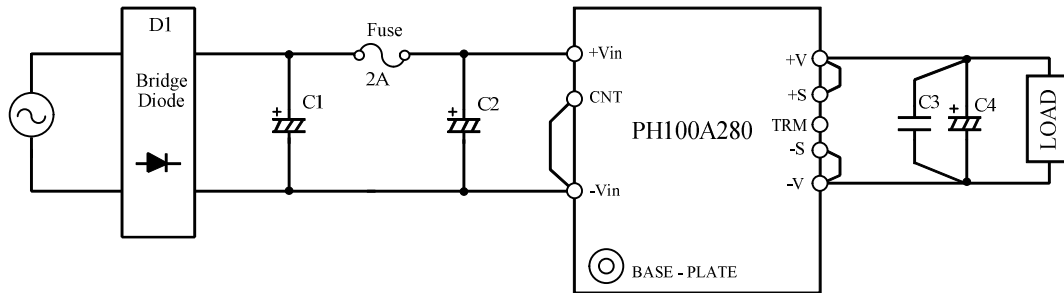 D1
Bridge
Diode
C1
+
Fuse
2A
C2
+
+Vin
CNT
-Vin
PH100A280
BASE - PLATE
+V
+S
TRM
-S
-V
C3
C4
+
LOAD